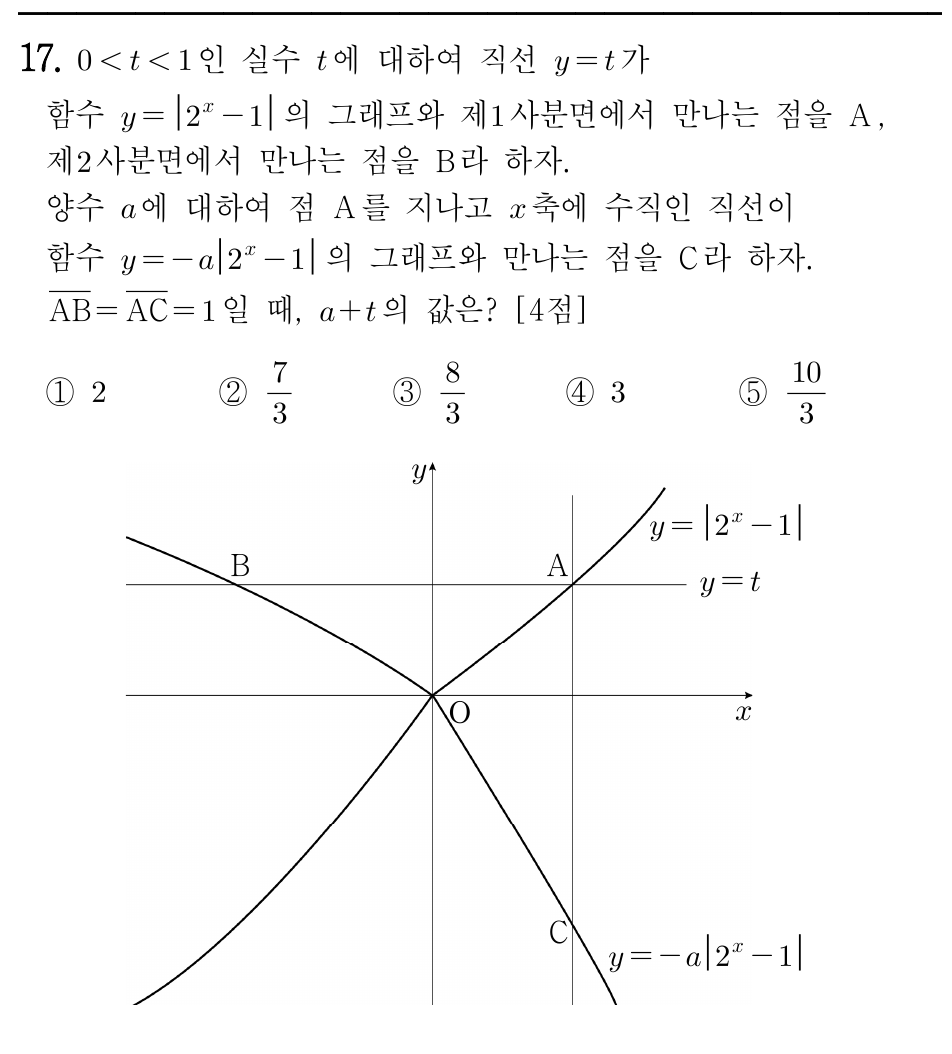 17. 0<t<1인 실수 t에 대하여 직선 y=t가
함수 y=|2^x-1|의 그래프와 제1사분면에서 만나는 점을 A,
제2사분면에서 만나는 점을 B라 하자.
양수 a에 대하여 점 A를 지나고 x축에 수직인 직선이
함수 y=-a|2^x-1|의 그래프와 만나는 점을 C라 하자.
\overline{AB}=\overline{AC}=1일 때, a+t의 값은? [4점]
① 2 ② 7/3 ③ 8/3 ④ 3 ⑤ 10/3
y
y=|2^x-1|
B A
y=t
O
x
C
y=-a|2^x-1|